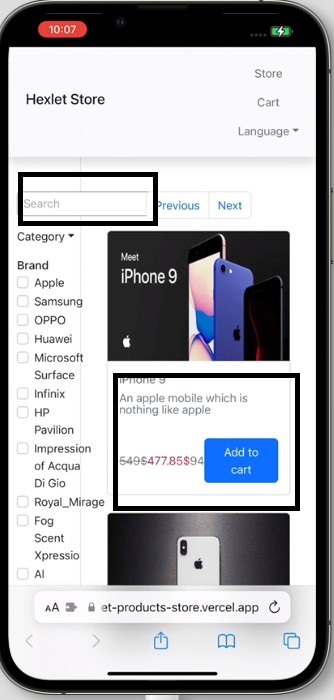 10:07
Store
Hexlet Store
Cart
Language
Search
Previous
Next
Category
Brand
Apple
Samsung
OPPO
Huawei
Microsoft
Surface
Infinix
HP
Pavilion
Impression
of Acqua
Di Gio
Royal_Mirage
Fog
Scent
Xpressio
Al
Meet
iPhone 9
iPhone 9
An apple mobile which is
nothing like apple
549$477.85$94
Add to
cart
AA
et-products-store.vercel.app